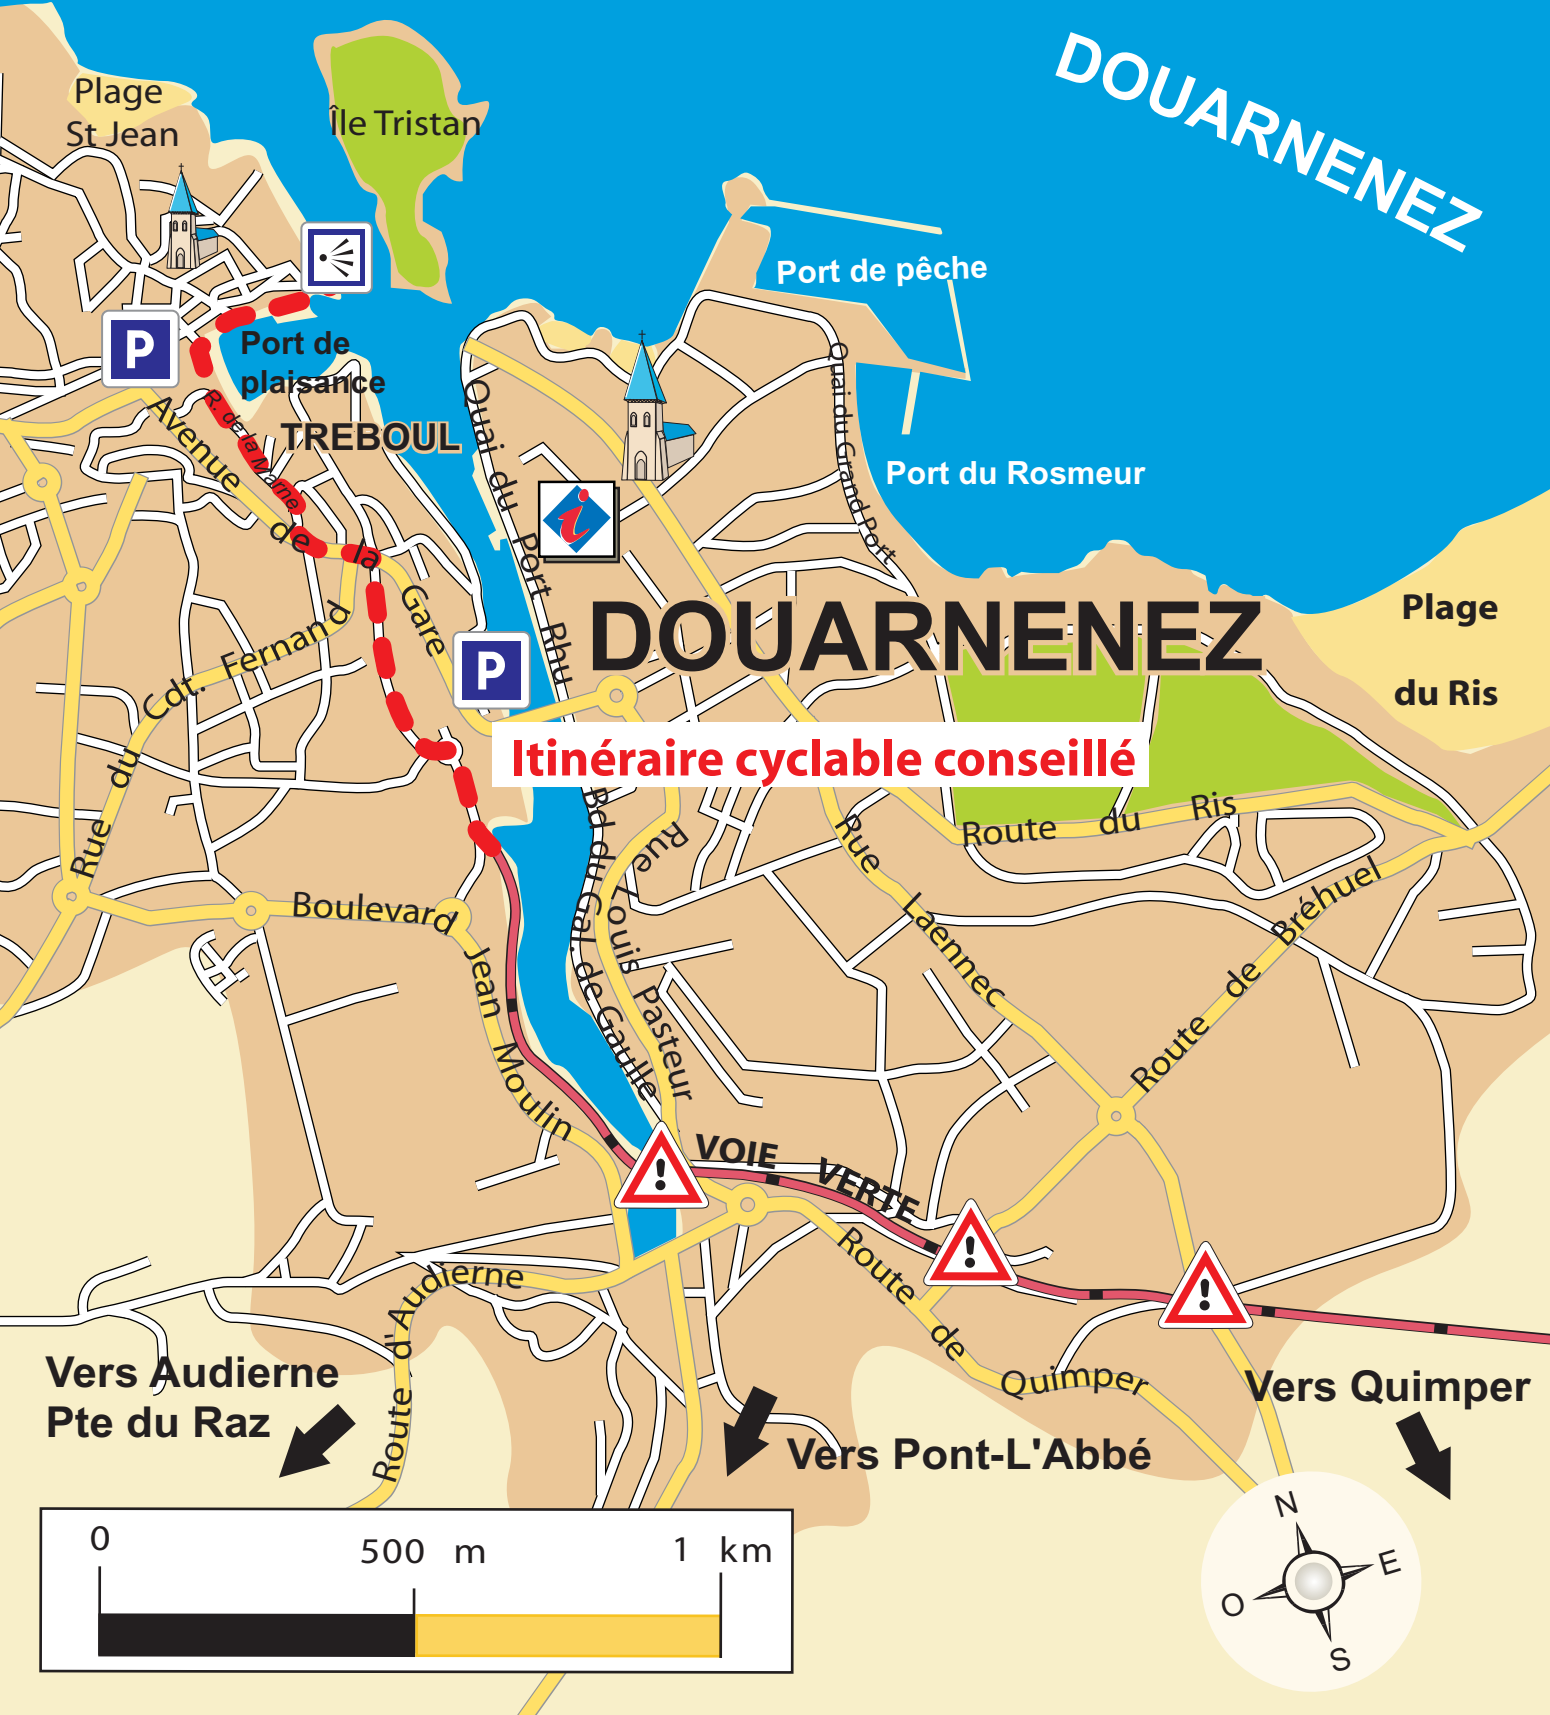 DOUARNENEZ
Plage
St Jean
Île Tristan
Port de pêche
P
Port de
plaisance
R. de la Marne
TREBOUL
Avenue de la Gare
Quai du Port Rhu
Quai du Grand Port
Port du Rosmeur
i
DOUARNENEZ
Plage
du Ris
P
Rue du Cdt. Fernand
Itinéraire cyclable conseillé
Bd du Gal. de Gaulle
Rue Louis Pasteur
Rue Laennec
Route du Ris
Route de Bréhuel
Boulevard Jean Moulin
VOIE VERTE
!
!
!
Route de Quimper
Route d'Audierne
Vers Audierne
Pte du Raz
Vers Pont-L'Abbé
Vers Quimper
0 500 m 1 km
N
E
O
S